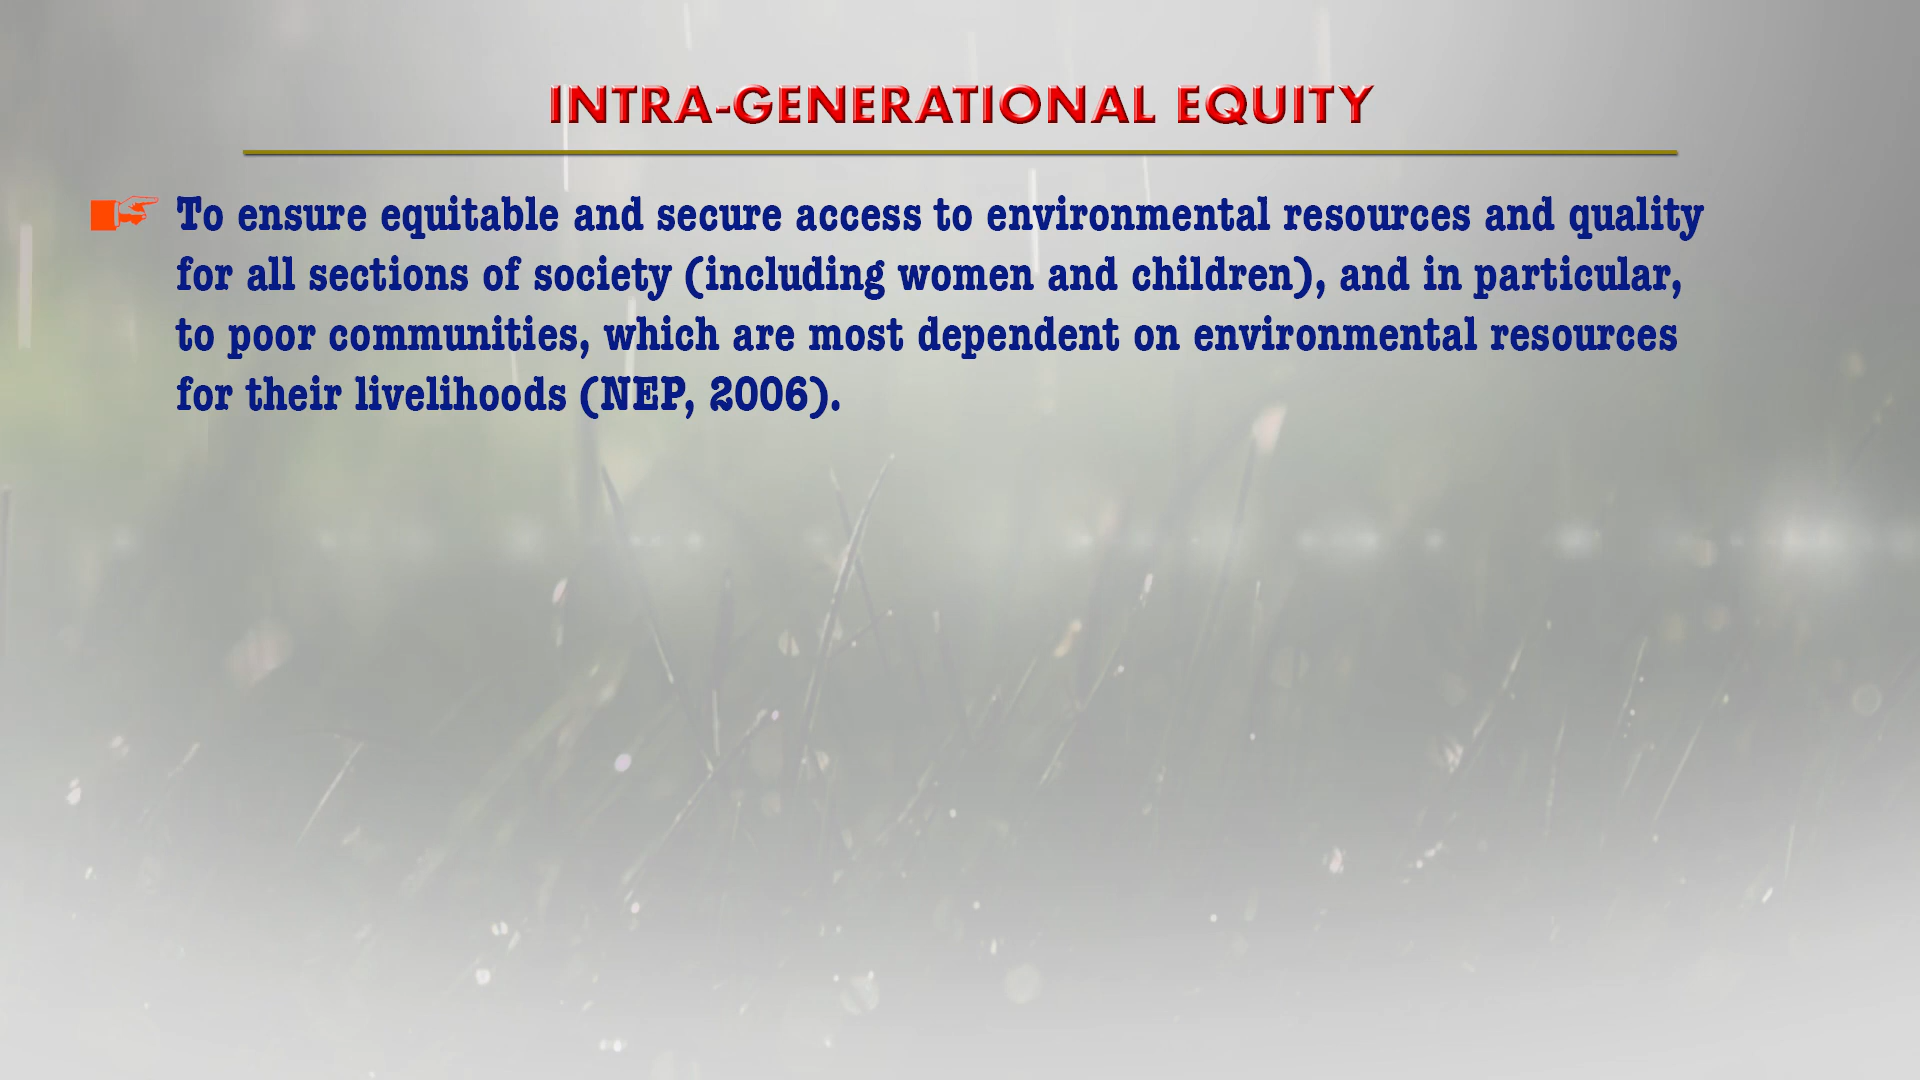 INTRA-GENERATIONAL EQUITY
To ensure equitable and secure access to environmental resources and quality
for all sections of society (including women and children), and in particular,
to poor communities, which are most dependent on environmental resources
for their livelihoods (NEP, 2006).